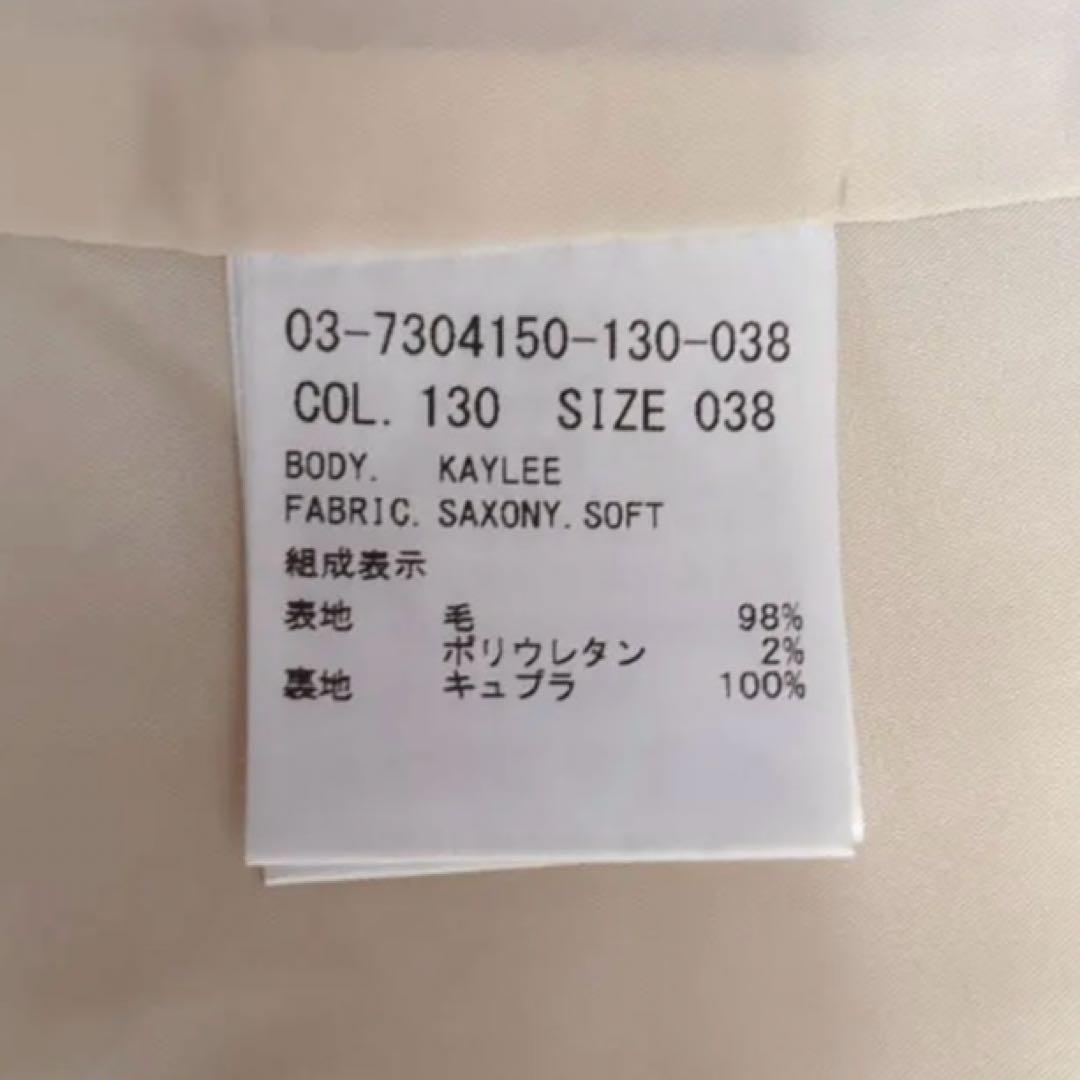 03-7304150-130-038
COL. 130 SIZE 038
BODY. KAYLEE
FABRIC. SAXONY. SOFT
組成表示
表地 毛 98%
ポリウレタン 2%
裏地 キュプラ 100%